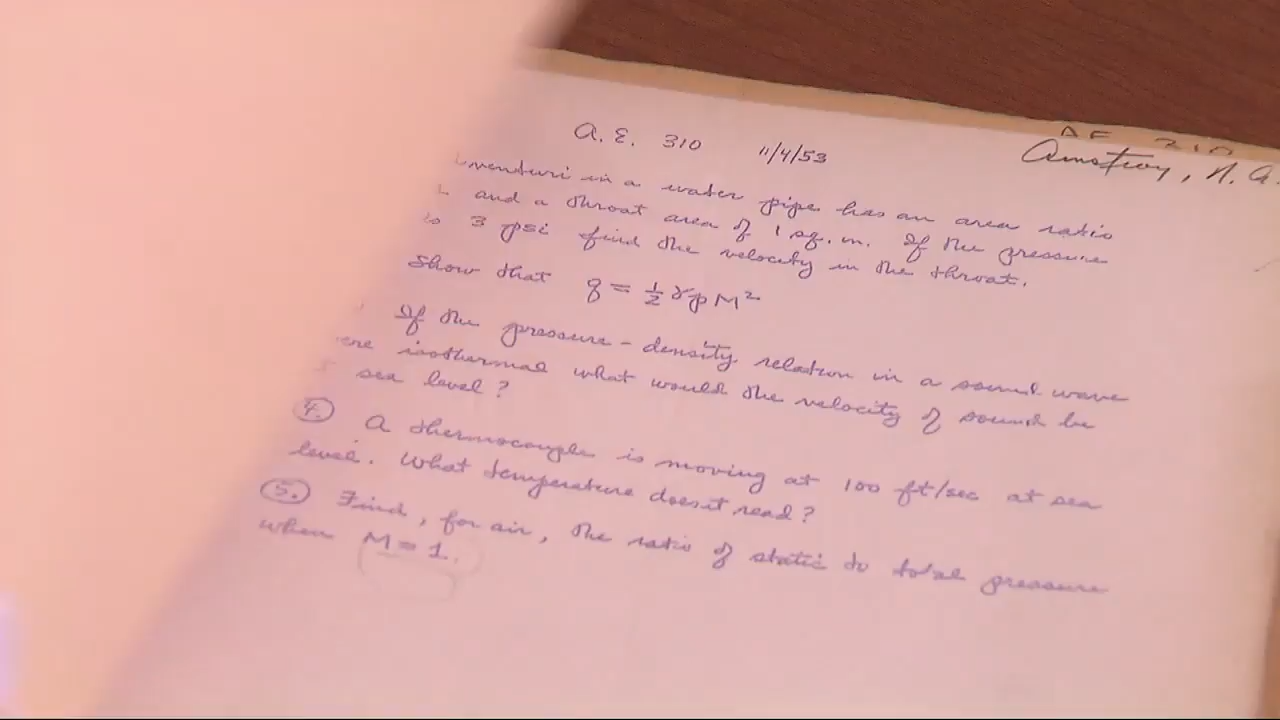 A.E. 310 11/4/53
AE 310
Armstrong, N. A.
venturi in a water pipe has an area ratio
and a throat area of 1 sq. in. If the pressure
is 3 psi find the velocity in the throat.
Show that q = ½ γpM²
If the pressure-density relation in a sound wave
were isothermal what would the velocity of sound be
sea level?
4. A thermocouple is moving at 100 ft/sec at sea
level. What temperature does it read?
5. Find, for air, the ratio of static to total pressure
when M = 1.